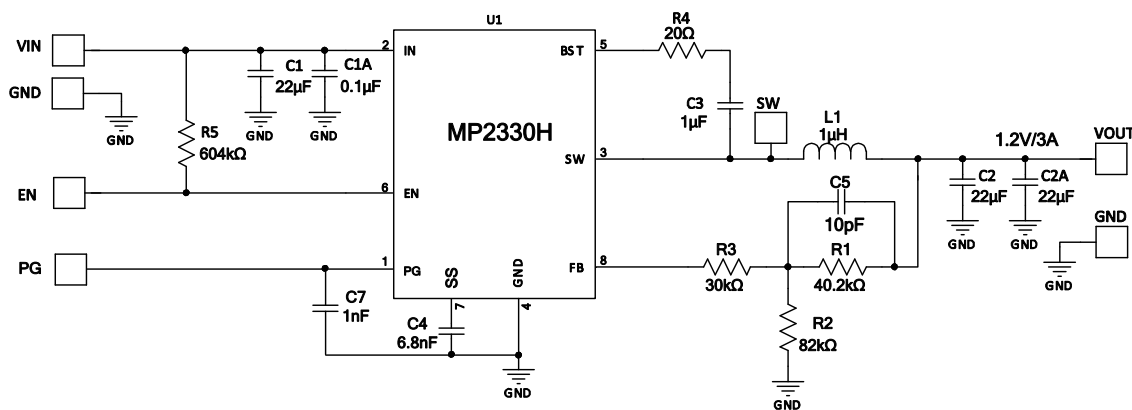 U1
VIN
GND
GND
C1
22µF
GND
C1A
0.1µF
GND
R5
604kΩ
EN
PG
C7
1nF
C4
6.8nF
GND
2
IN
6
EN
1
PG
SS
7
GND
4
MP2330H
BST
5
SW
3
FB
8
R4
20Ω
C3
1µF
SW
L1
1µH
1.2V/3A
VOUT
C2
22µF
GND
C2A
22µF
GND
GND
GND
C5
10pF
R3
30kΩ
R1
40.2kΩ
R2
82kΩ
GND